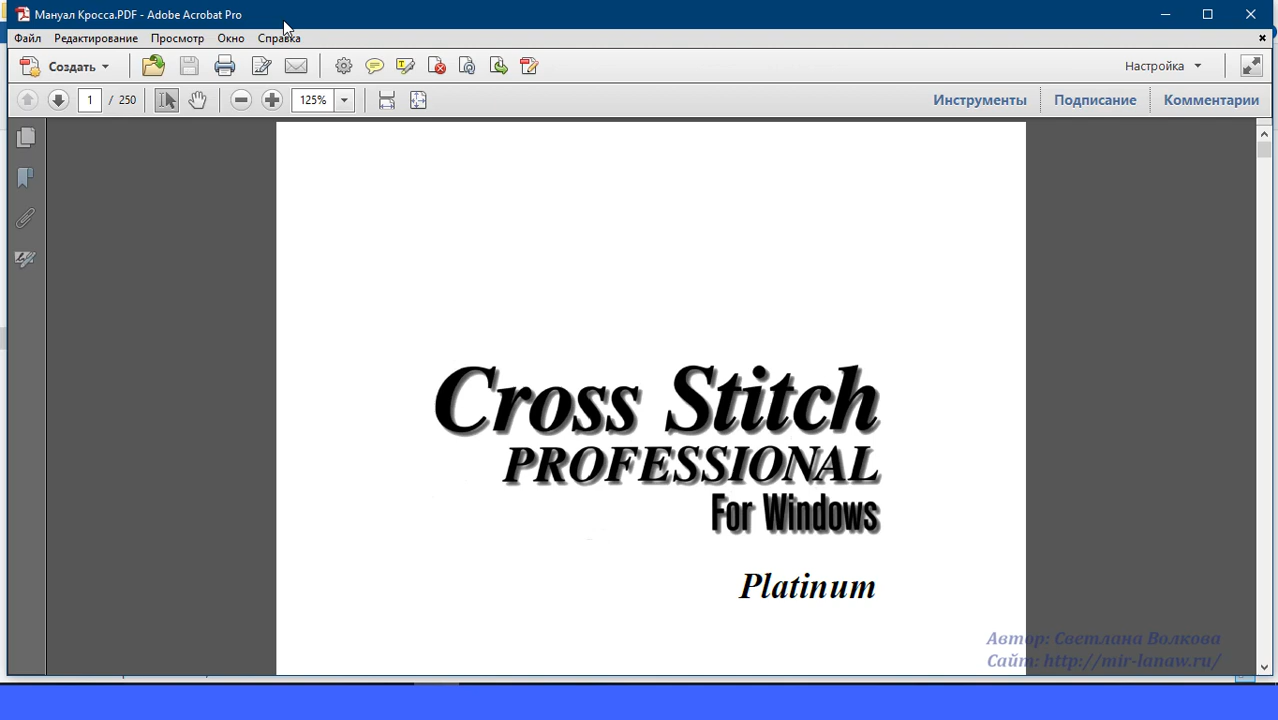 Мануал Кросса.PDF - Adobe Acrobat Pro
Файл Редактирование Просмотр Окно Справка
Создать Настройка
1 / 250 125% Инструменты Подписание Комментарии
Cross Stitch
PROFESSIONAL
For Windows
Platinum
Автор: Светлана Волкова
Сайт: http://mir-lanaw.ru/